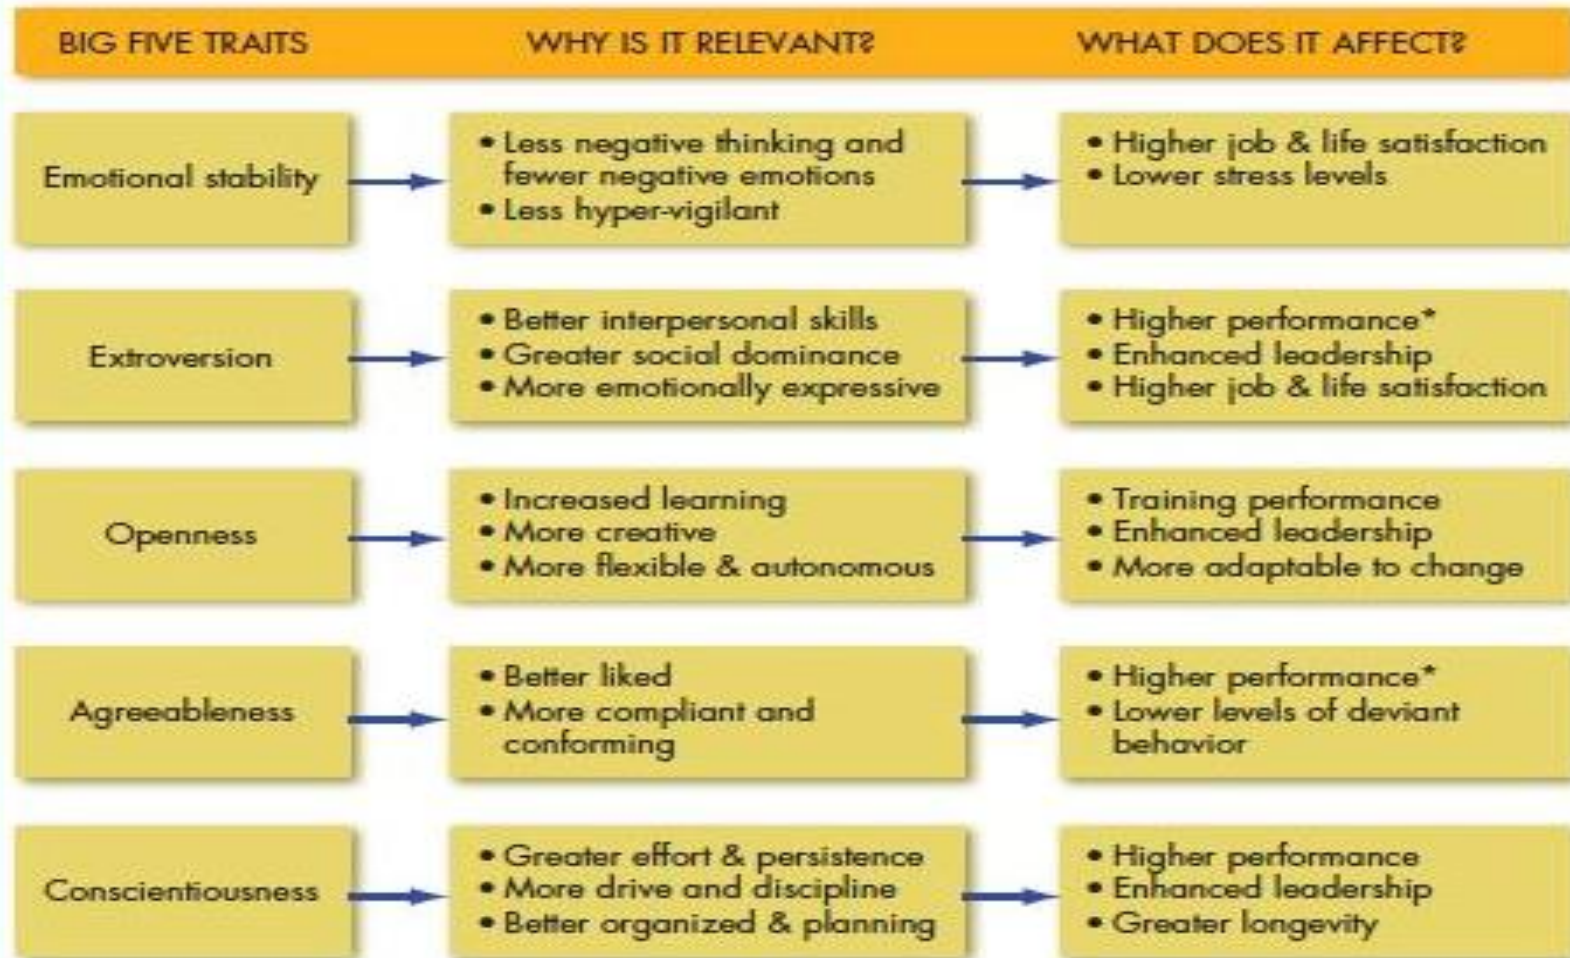 BIG FIVE TRAITS WHY IS IT RELEVANT? WHAT DOES IT AFFECT?
Emotional stability
• Less negative thinking and
fewer negative emotions
• Less hyper-vigilant
• Higher job & life satisfaction
• Lower stress levels
Extroversion
• Better interpersonal skills
• Greater social dominance
• More emotionally expressive
• Higher performance*
• Enhanced leadership
• Higher job & life satisfaction
Openness
• Increased learning
• More creative
• More flexible & autonomous
• Training performance
• Enhanced leadership
• More adaptable to change
Agreeableness
• Better liked
• More compliant and
conforming
• Higher performance*
• Lower levels of deviant
behavior
Conscientiousness
• Greater effort & persistence
• More drive and discipline
• Better organized & planning
• Higher performance
• Enhanced leadership
• Greater longevity